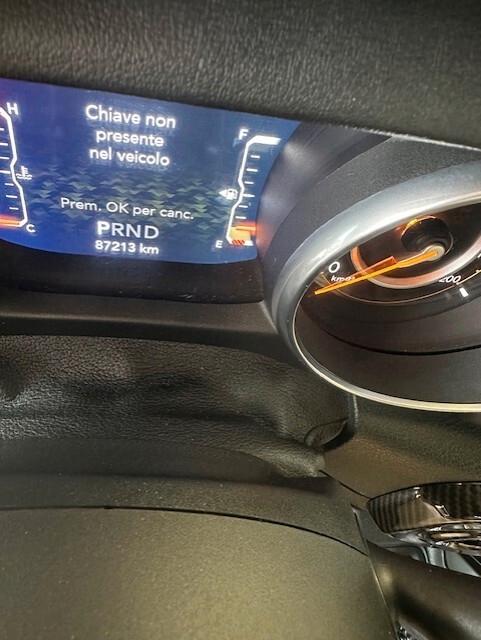 H
Chiave non
F
presente
nel veicolo
Prem. OK per canc.
C
PRND
E
87213 km
0
km/h
200